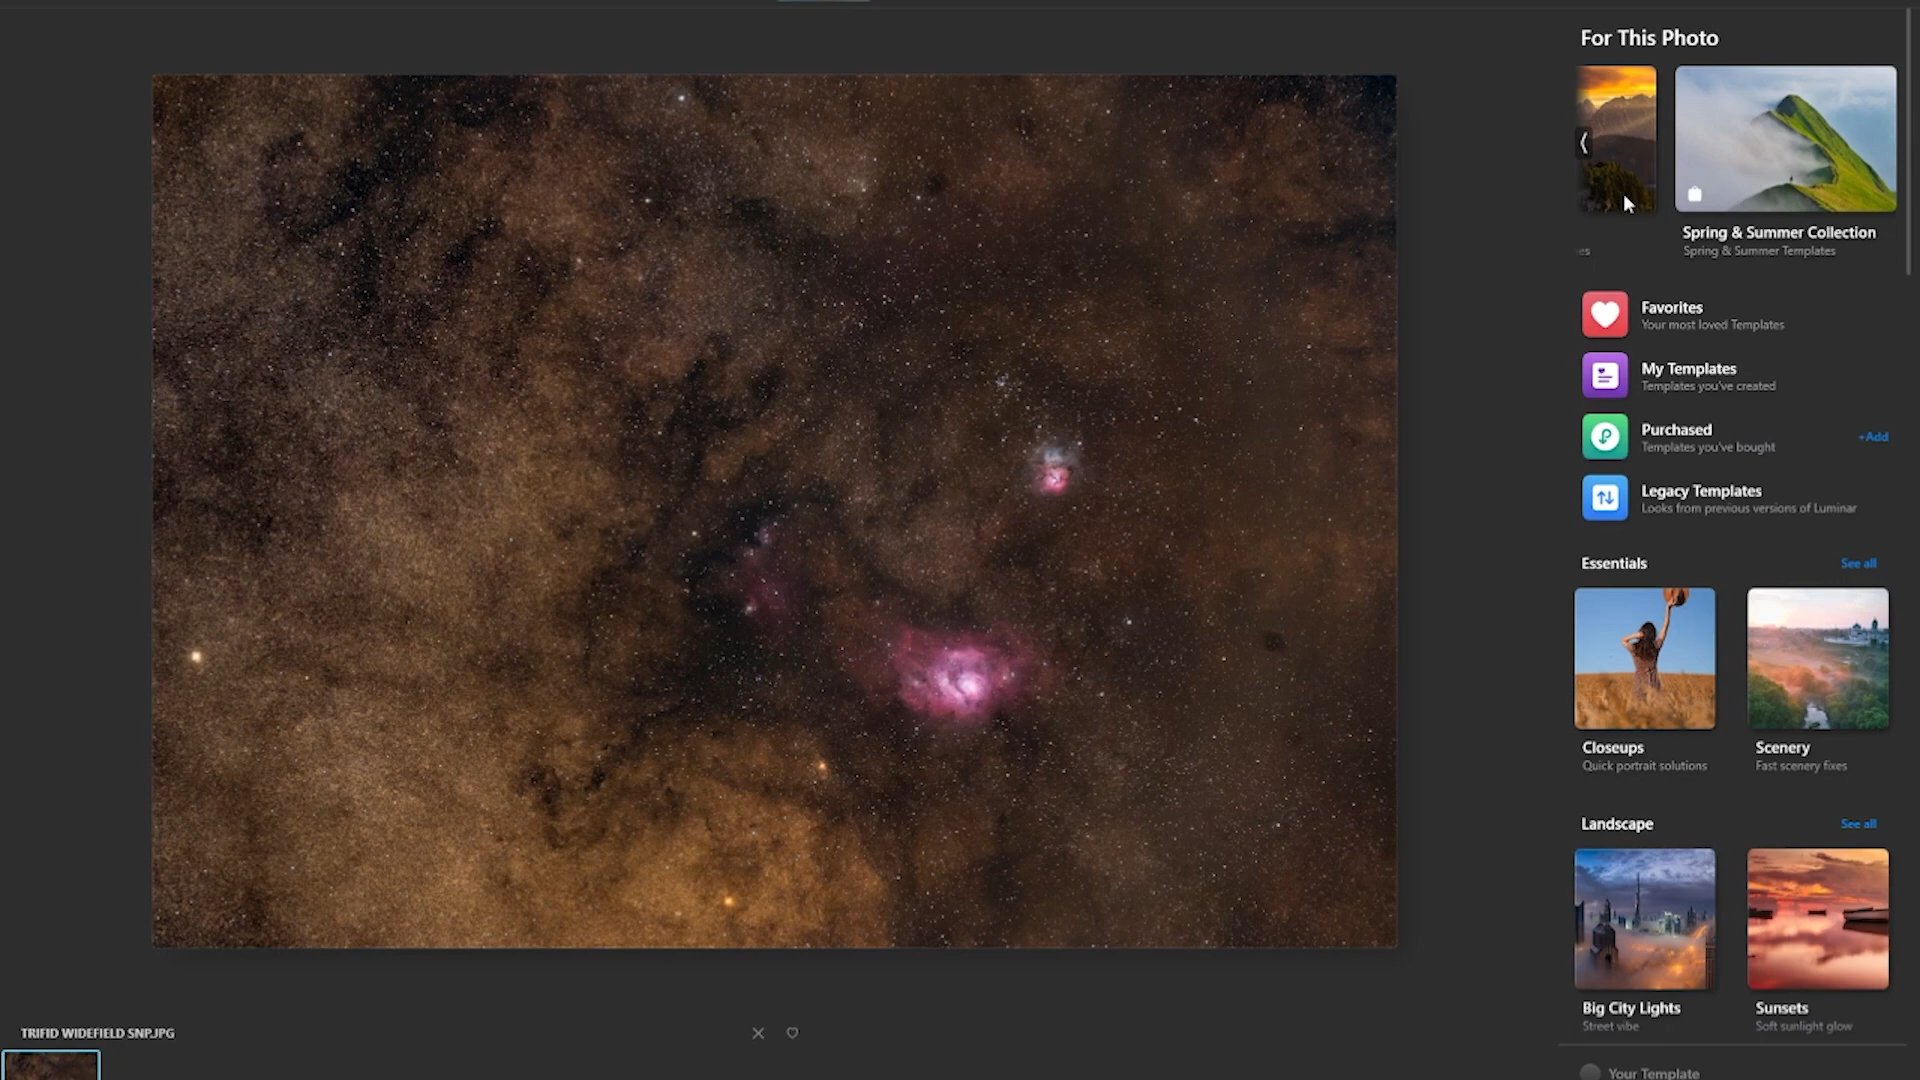 For This Photo
Spring & Summer Collection
Spring & Summer Templates
es
Favorites
Your most loved Templates
My Templates
Templates you've created
Purchased
Templates you've bought
+Add
Legacy Templates
Looks from previous versions of Luminar
Essentials
See all
Closeups
Quick portrait solutions
Scenery
Fast scenery fixes
Landscape
See all
Big City Lights
Street vibe
Sunsets
Soft sunlight glow
TRIFID WIDEFIELD SNP.JPG
Your Template